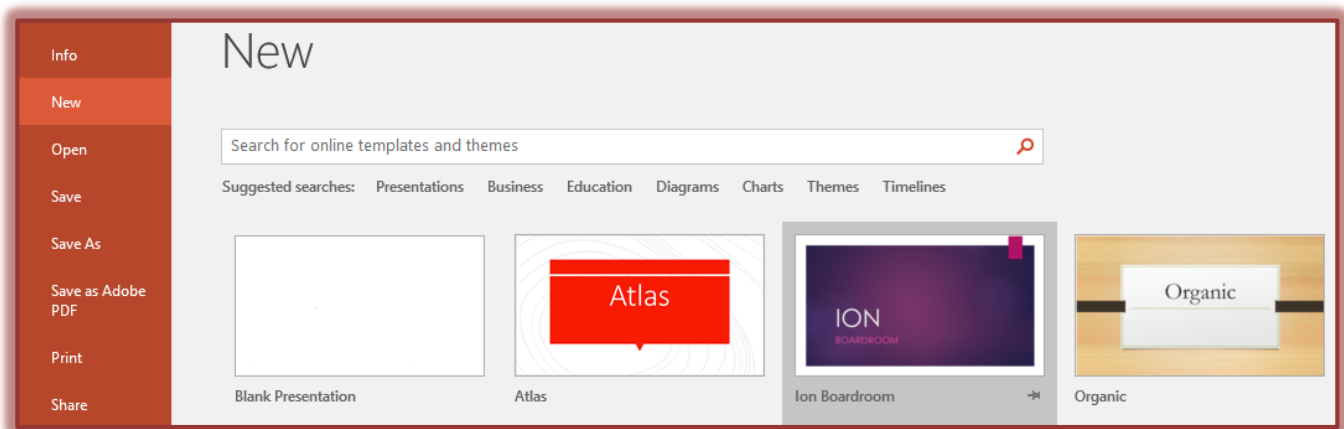 New
Info
New
Open
Save
Save As
Save as Adobe
PDF
Print
Share
Search for online templates and themes
Suggested searches: Presentations Business Education Diagrams Charts Themes Timelines
Atlas
ION
BOARDROOM
Organic
Blank Presentation Atlas Ion Boardroom Organic